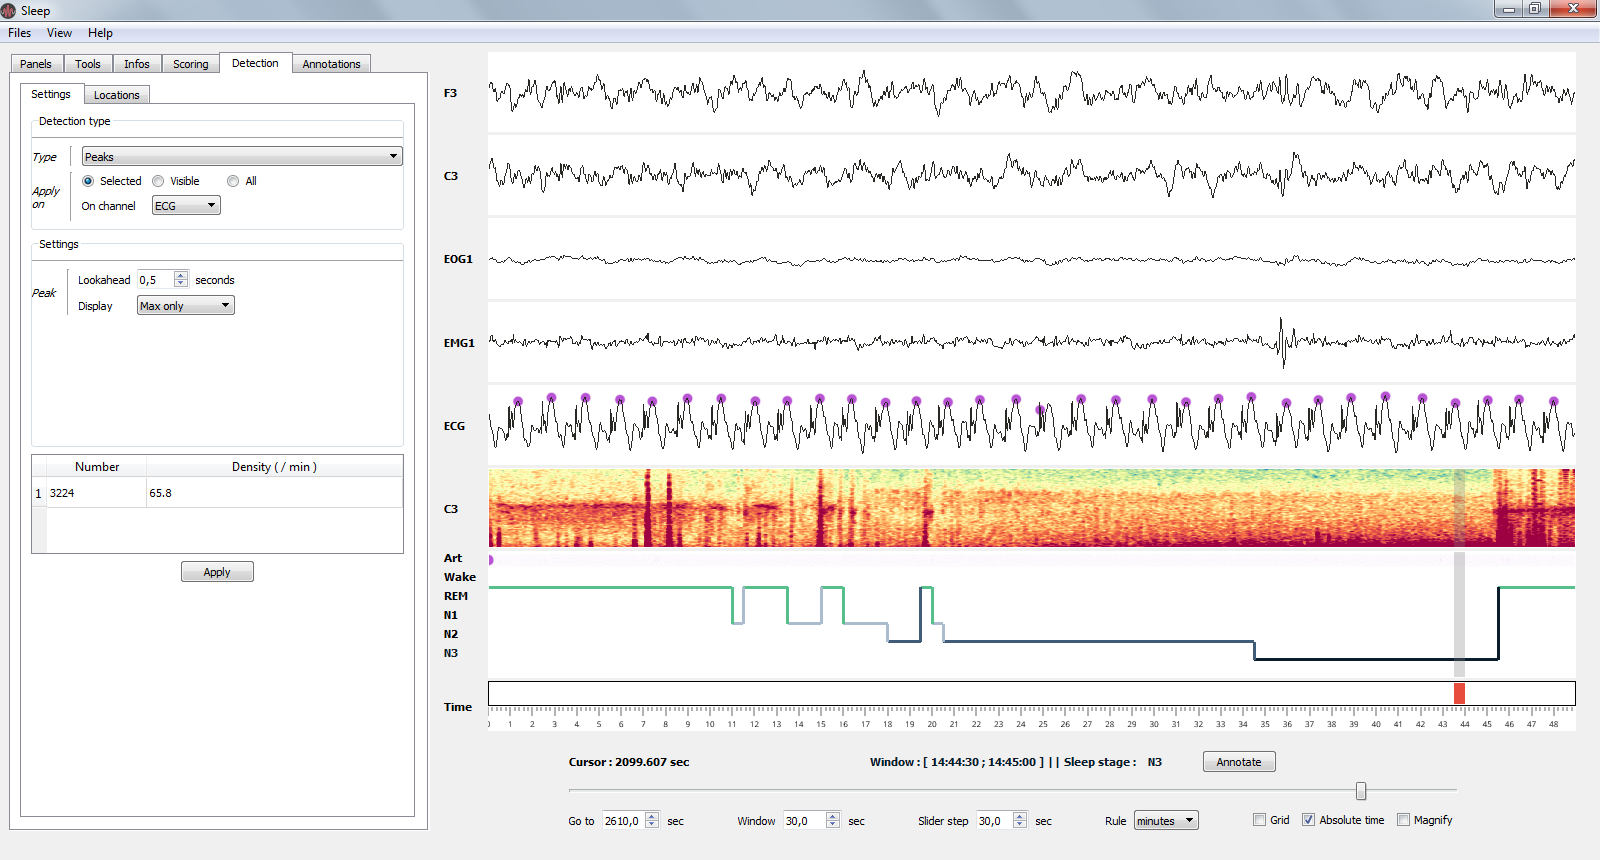 Sleep
Files View Help
Panels Tools Infos Scoring Detection Annotations
Settings Locations
Detection type
Type Peaks
Apply on Selected Visible All
On channel ECG
Settings
Peak Lookahead 0,5 seconds
Display Max only
Number Density ( / min )
1 3224 65.8
Apply
F3
C3
EOG1
EMG1
ECG
C3
Art
Wake
REM
N1
N2
N3
Time
0 1 2 3 4 5 6 7 8 9 10 11 12 13 14 15 16 17 18 19 20 21 22 23 24 25 26 27 28 29 30 31 32 33 34 35 36 37 38 39 40 41 42 43 44 45 46 47 48
Cursor : 2099.607 sec Window : [ 14:44:30 ; 14:45:00 ] || Sleep stage : N3 Annotate
Go to 2610,0 sec Window 30,0 sec Slider step 30,0 sec Rule minutes Grid Absolute time Magnify